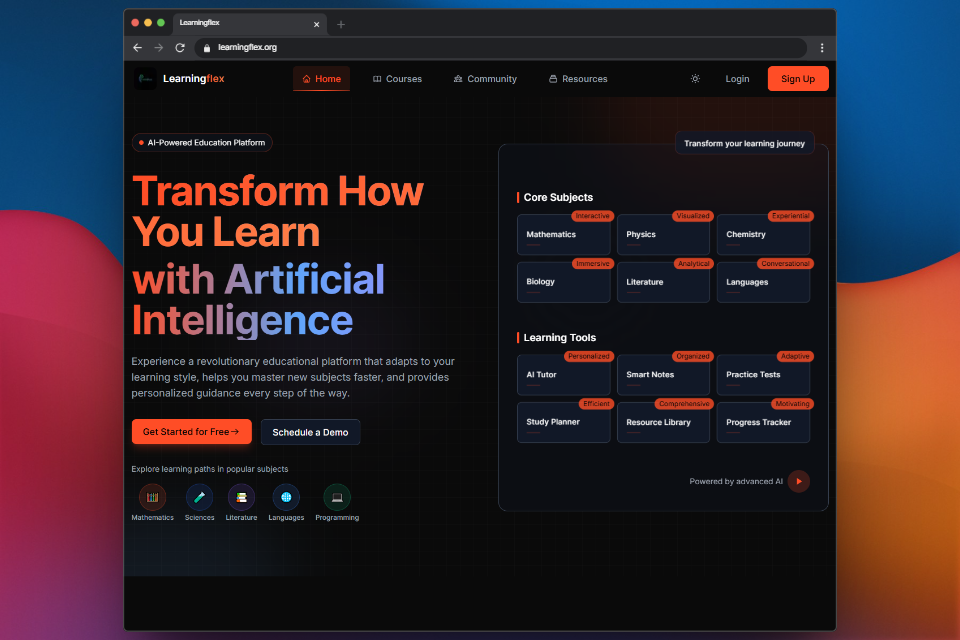 Learningflex
learningflex.org
Learningflex
Home
Courses
Community
Resources
Login
Sign Up
AI-Powered Education Platform
Transform How
You Learn
with Artificial
Intelligence
Experience a revolutionary educational platform that adapts to your
learning style, helps you master new subjects faster, and provides
personalized guidance every step of the way.
Get Started for Free→
Schedule a Demo
Explore learning paths in popular subjects
Mathematics
Sciences
Literature
Languages
Programming
Transform your learning journey
Core Subjects
Interactive
Mathematics
Visualized
Physics
Experiential
Chemistry
Immersive
Biology
Analytical
Literature
Conversational
Languages
Learning Tools
Personalized
AI Tutor
Organized
Smart Notes
Adaptive
Practice Tests
Efficient
Study Planner
Comprehensive
Resource Library
Motivating
Progress Tracker
Powered by advanced AI